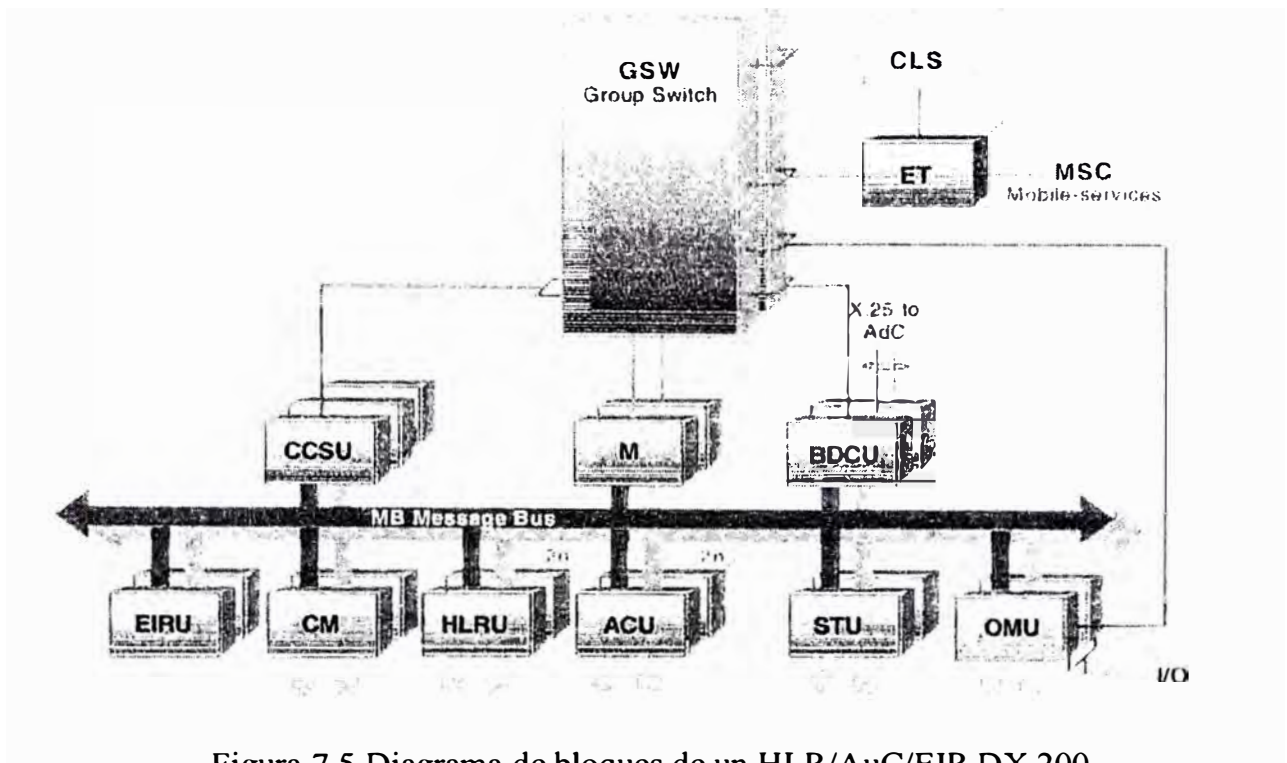 GSW
Group Switch
CLS
ET
MSC
Mobile-services
X.25 to
AdC
CCSU
M
BDCU
MB Message Bus
2n
2n
EIRU
CM
HLRU
ACU
STU
OMU
I/O
Figura 7.5 Diagrama de bloques de un HLR/AuC/EIR DX 200